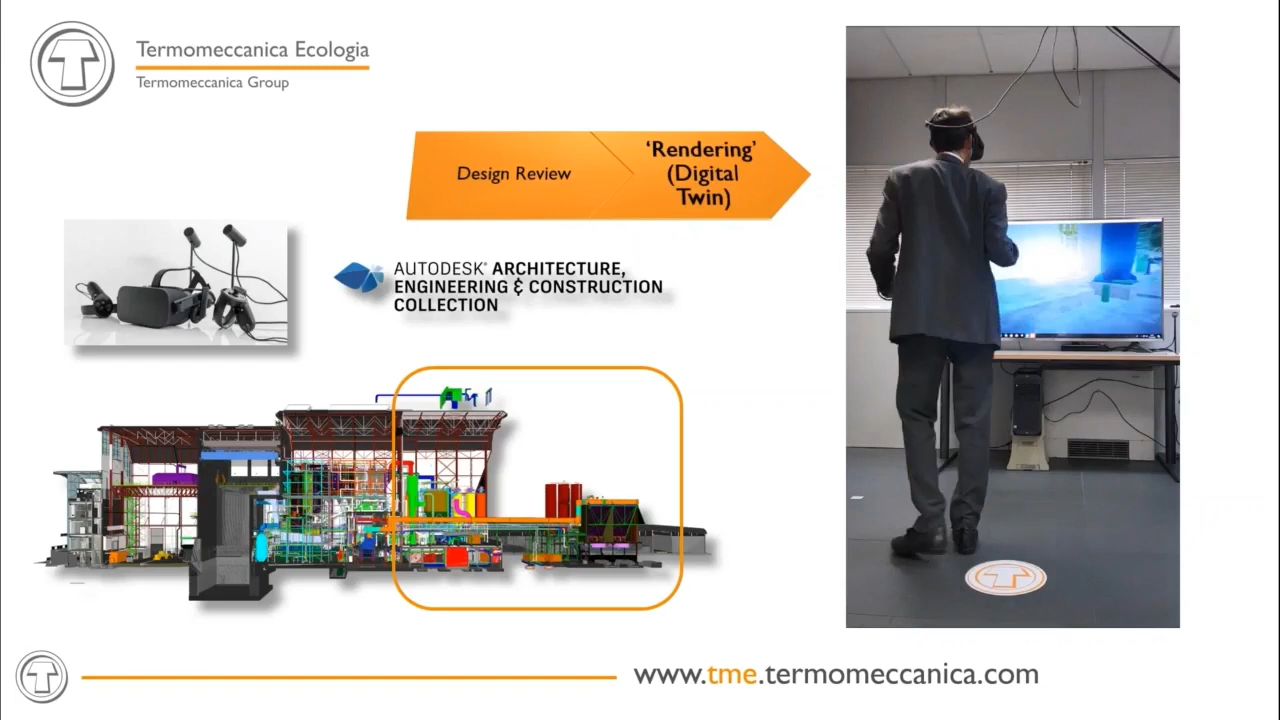 Termomeccanica Ecologia
Termomeccanica Group
Design Review
‘Rendering’
(Digital
Twin)
AUTODESK ARCHITECTURE,
ENGINEERING & CONSTRUCTION
COLLECTION
www.tme.termomeccanica.com